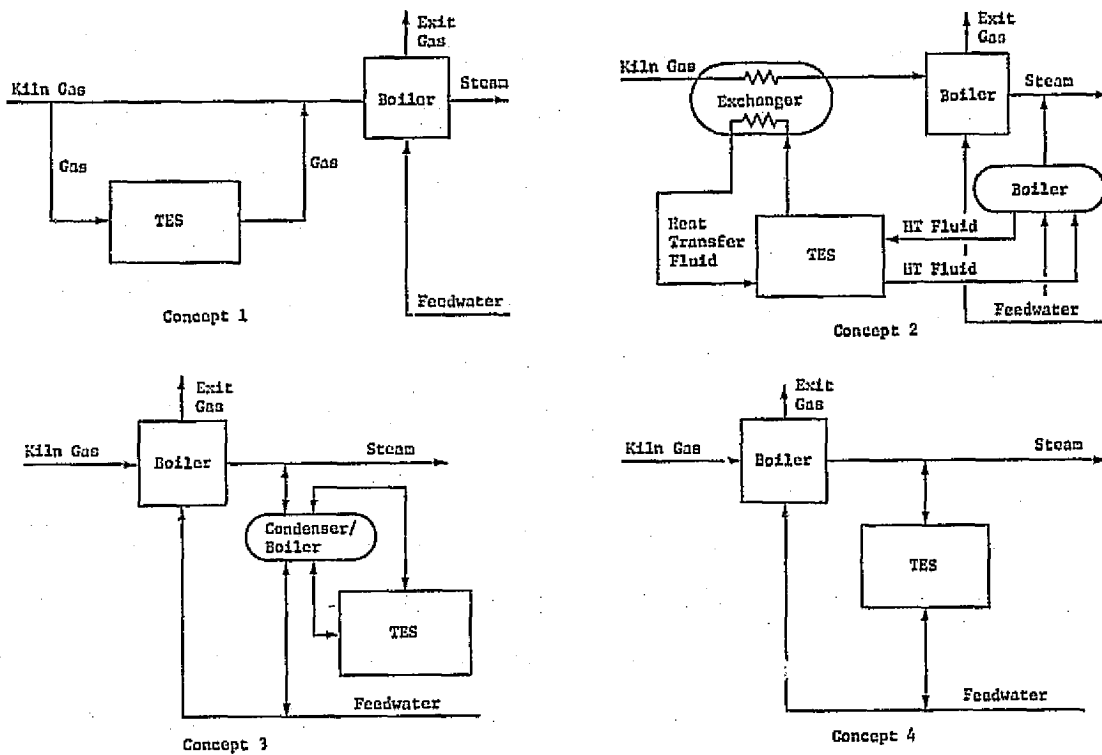 Exit
Gas
Kiln Gas
Boiler
Steam
Gas
Gas
TES
Feedwater
Concept 1
Exit
Gas
Kiln Gas
Exchanger
Boiler
Steam
Boiler
Heat
Transfer
Fluid
TES
HT Fluid
HT Fluid
Feedwater
Concept 2
Exit
Gas
Kiln Gas
Boiler
Steam
Condenser/
Boiler
TES
Feedwater
Concept 3
Exit
Gas
Kiln Gas
Boiler
Steam
TES
Feedwater
Concept 4